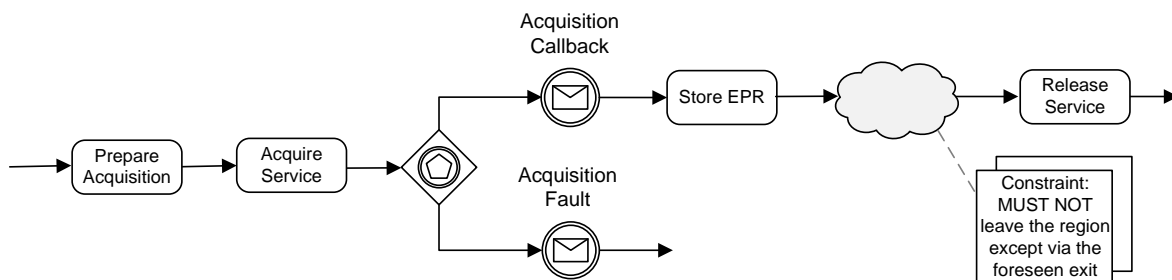 Prepare
Acquisition
Acquire
Service
Acquisition
Callback
Store EPR
Release
Service
Acquisition
Fault
Constraint:
MUST NOT
leave the region
except via the
foreseen exit